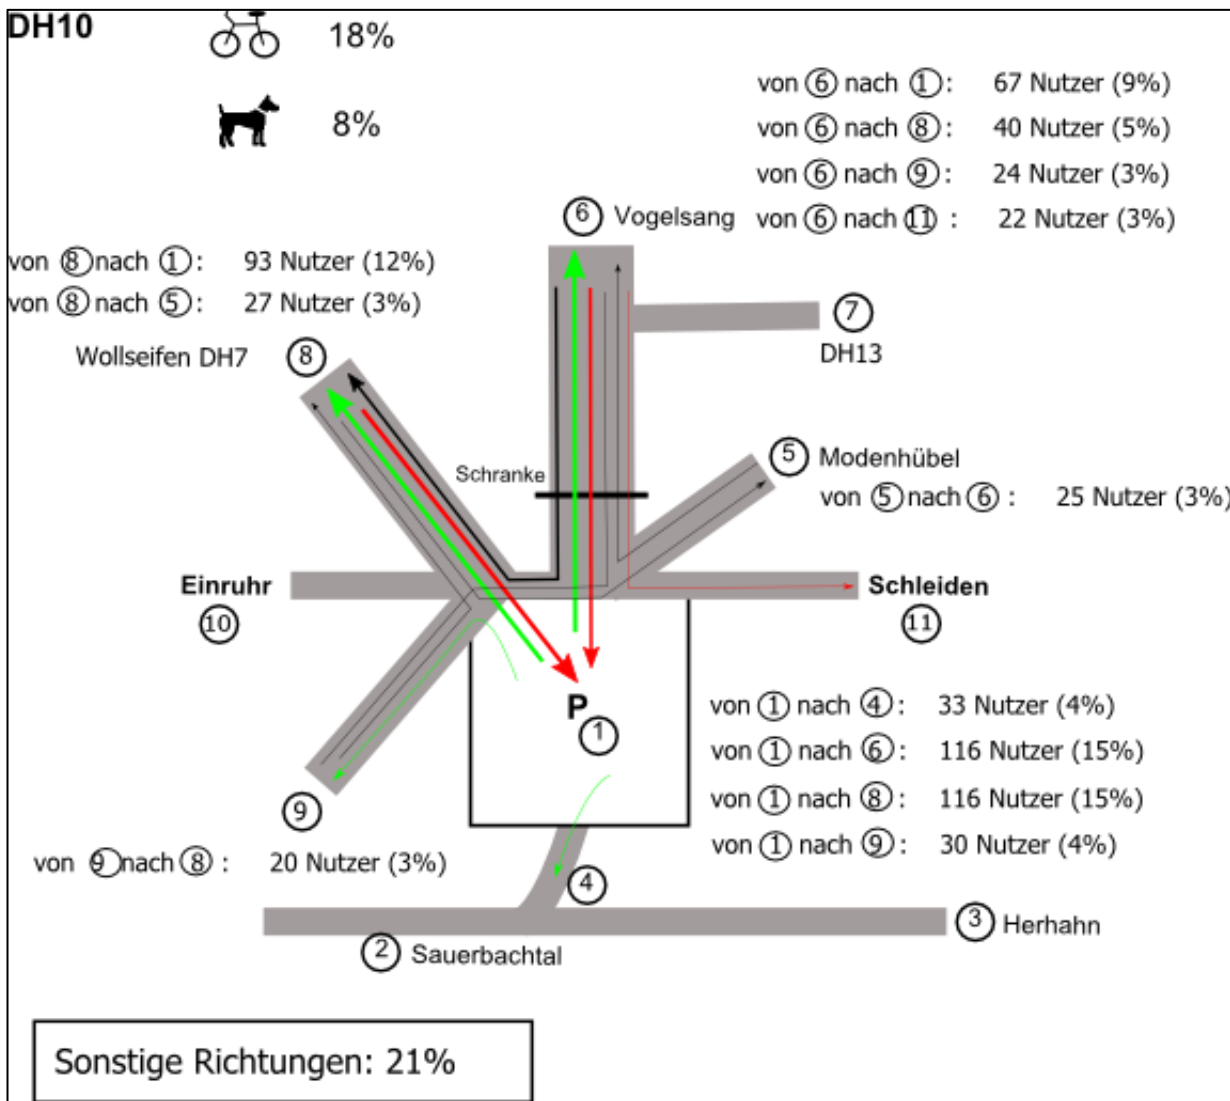 DH10
18%
8%
von 6 nach 1 : 67 Nutzer (9%)
von 6 nach 8 : 40 Nutzer (5%)
von 6 nach 9 : 24 Nutzer (3%)
von 6 nach 11 : 22 Nutzer (3%)
6 Vogelsang
von 8 nach 1 : 93 Nutzer (12%)
von 8 nach 5 : 27 Nutzer (3%)
Wollseifen DH7 8
7
DH13
5 Modenhübel
von 5 nach 6 : 25 Nutzer (3%)
Schranke
Einruhr
10
Schleiden
11
P
1
von 1 nach 4 : 33 Nutzer (4%)
von 1 nach 6 : 116 Nutzer (15%)
von 1 nach 8 : 116 Nutzer (15%)
von 1 nach 9 : 30 Nutzer (4%)
9
von 9 nach 8 : 20 Nutzer (3%)
4
3 Herhahn
2 Sauerbachtal
Sonstige Richtungen: 21%